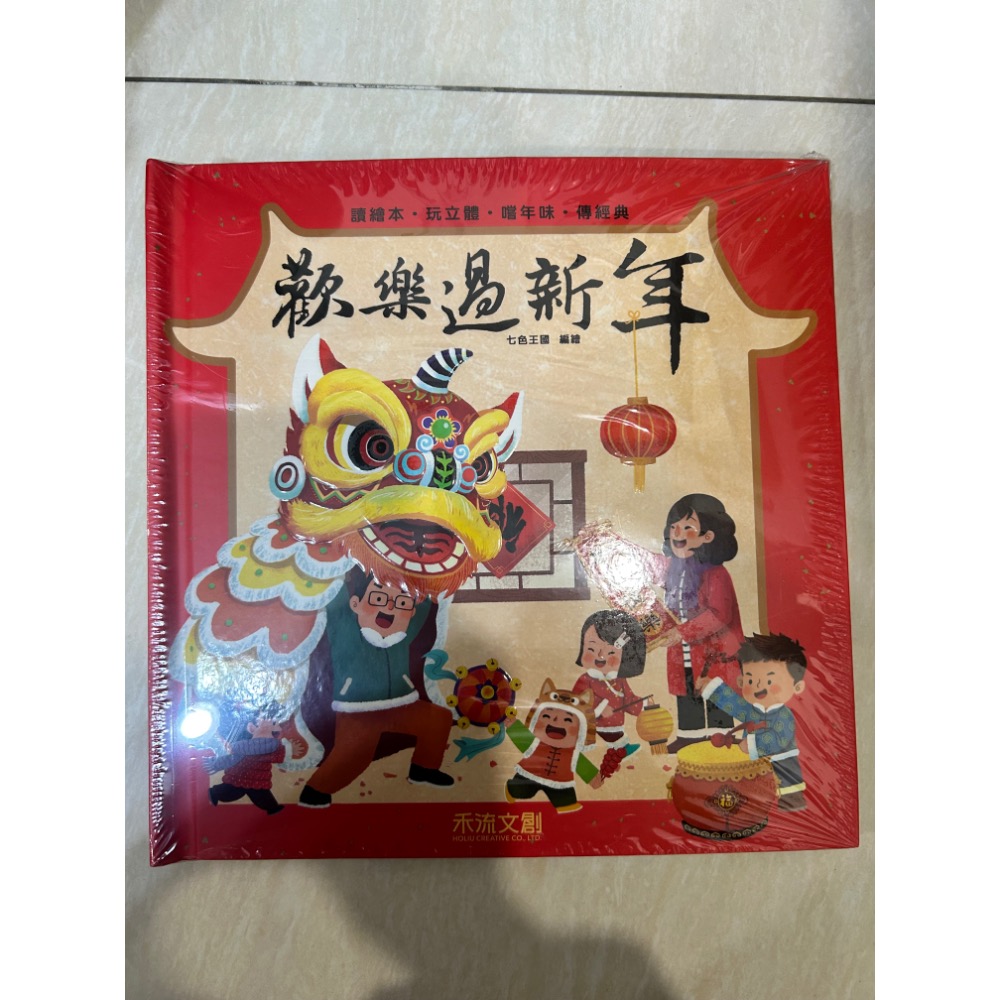 讀繪本・玩立體・嚐年味・傳經典
歡樂過新年
七色王國 編繪
福
禾流文創
HOLIU CREATIVE CO., LTD.